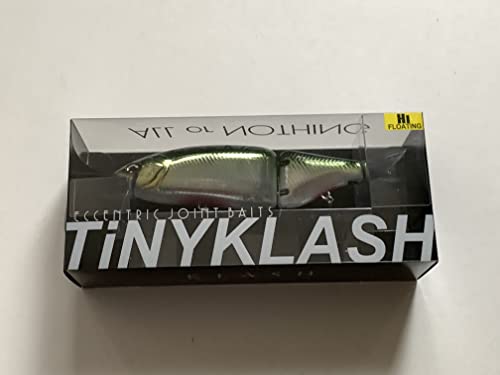 Hi
FLOATING
ALL or NOTHING
ECCENTRIC JOINT BAITS
TiNYKLASH
KLASH